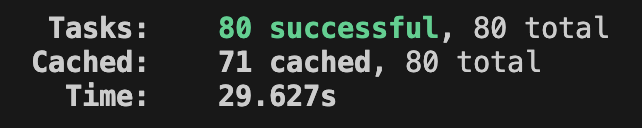 Tasks: 80 successful, 80 total
Cached: 71 cached, 80 total
Time: 29.627s